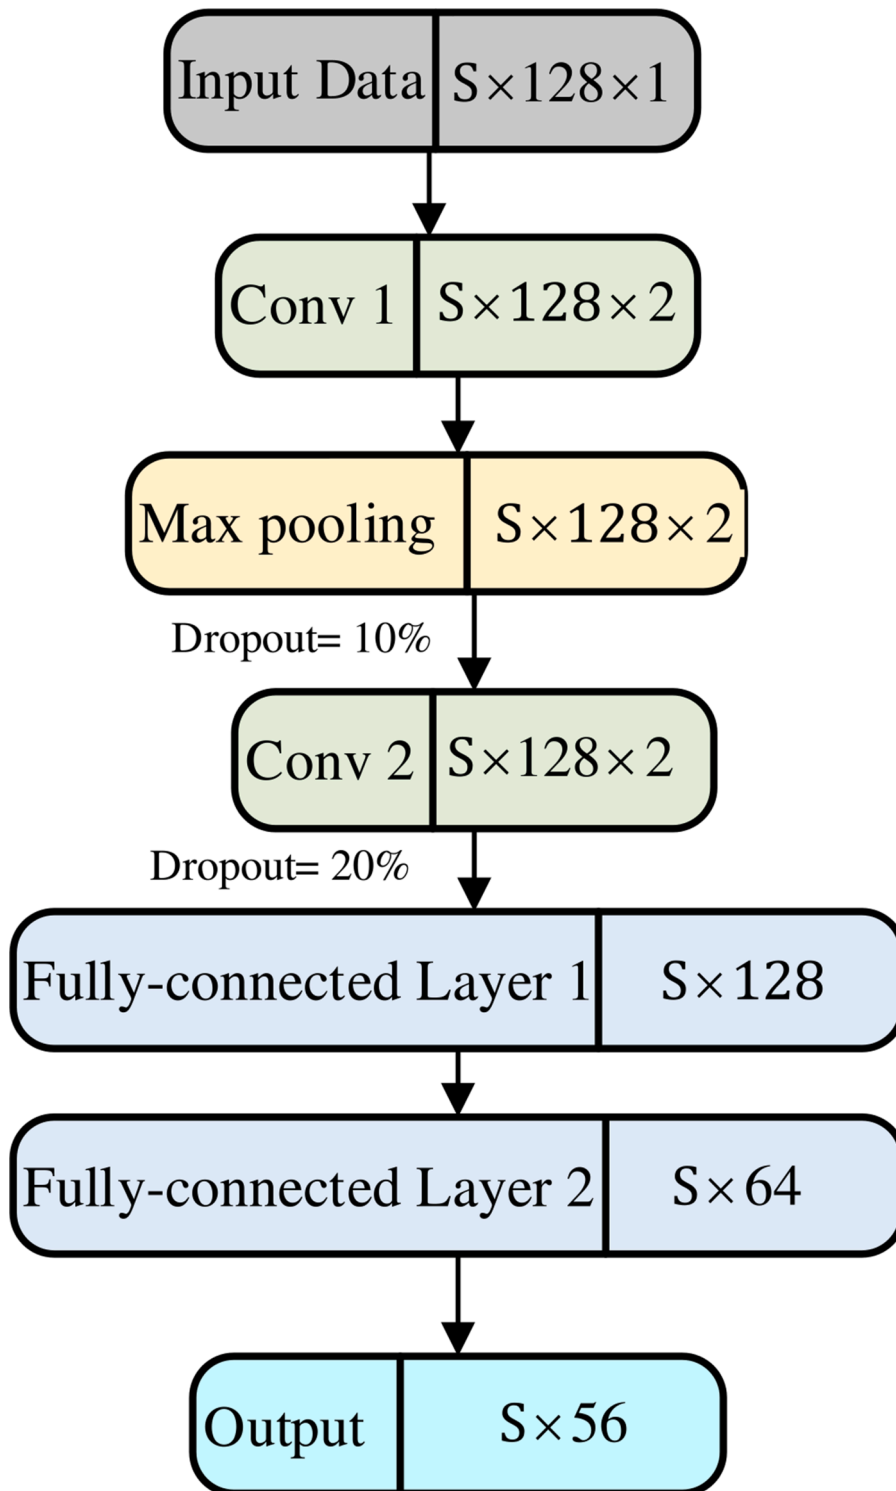 Input Data S×128×1
Conv 1 S×128×2
Max pooling S×128×2
Dropout= 10%
Conv 2 S×128×2
Dropout= 20%
Fully-connected Layer 1 S×128
Fully-connected Layer 2 S×64
Output S×56